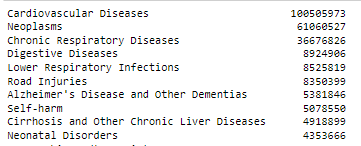 Cardiovascular Diseases 100505973
Neoplasms 61060527
Chronic Respiratory Diseases 36676826
Digestive Diseases 8924906
Lower Respiratory Infections 8525819
Road Injuries 8350399
Alzheimer's Disease and Other Dementias 5381846
Self-harm 5078550
Cirrhosis and Other Chronic Liver Diseases 4918899
Neonatal Disorders 4353666